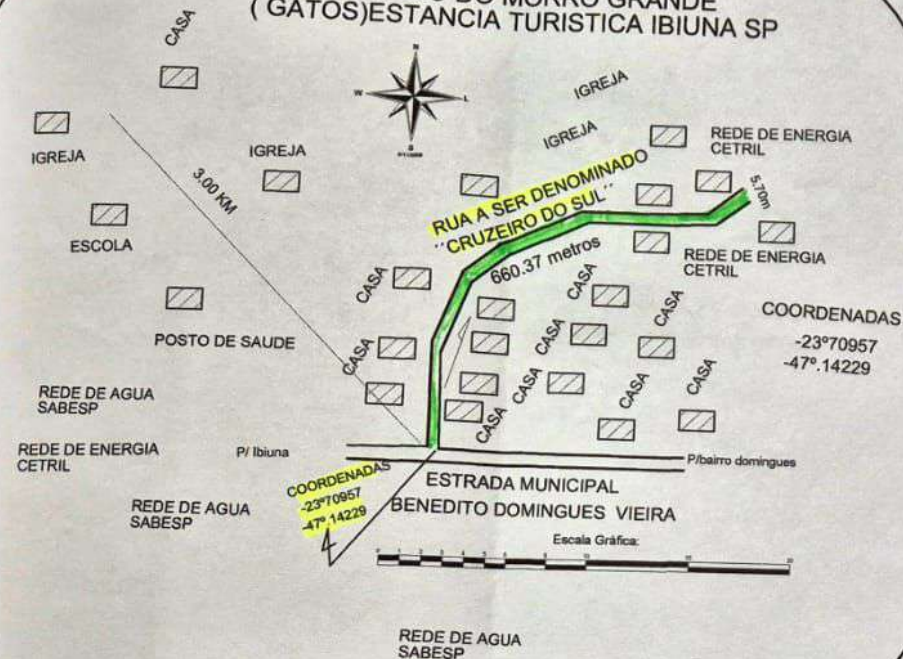 DO MORRO GRANDE
( GATOS)ESTANCIA TURISTICA IBIUNA SP
CASA
N
W
L
S
IGREJA
IGREJA
IGREJA
IGREJA
REDE DE ENERGIA
CETRIL
3.00 KM
RUA A SER DENOMINADO
"CRUZEIRO DO SUL"
5.70m
ESCOLA
660.37 metros
REDE DE ENERGIA
CETRIL
CASA
CASA
CASA
COORDENADAS
-23º70957
-47º.14229
POSTO DE SAUDE
CASA
CASA
CASA
CASA
CASA
CASA
REDE DE AGUA
SABESP
REDE DE ENERGIA
CETRIL
P/ Ibiuna
P/bairro domingues
COORDENADAS
-23º70957
-47º.14229
ESTRADA MUNICIPAL
BENEDITO DOMINGUES VIEIRA
REDE DE AGUA
SABESP
Escala Gráfica:
REDE DE AGUA
SABESP